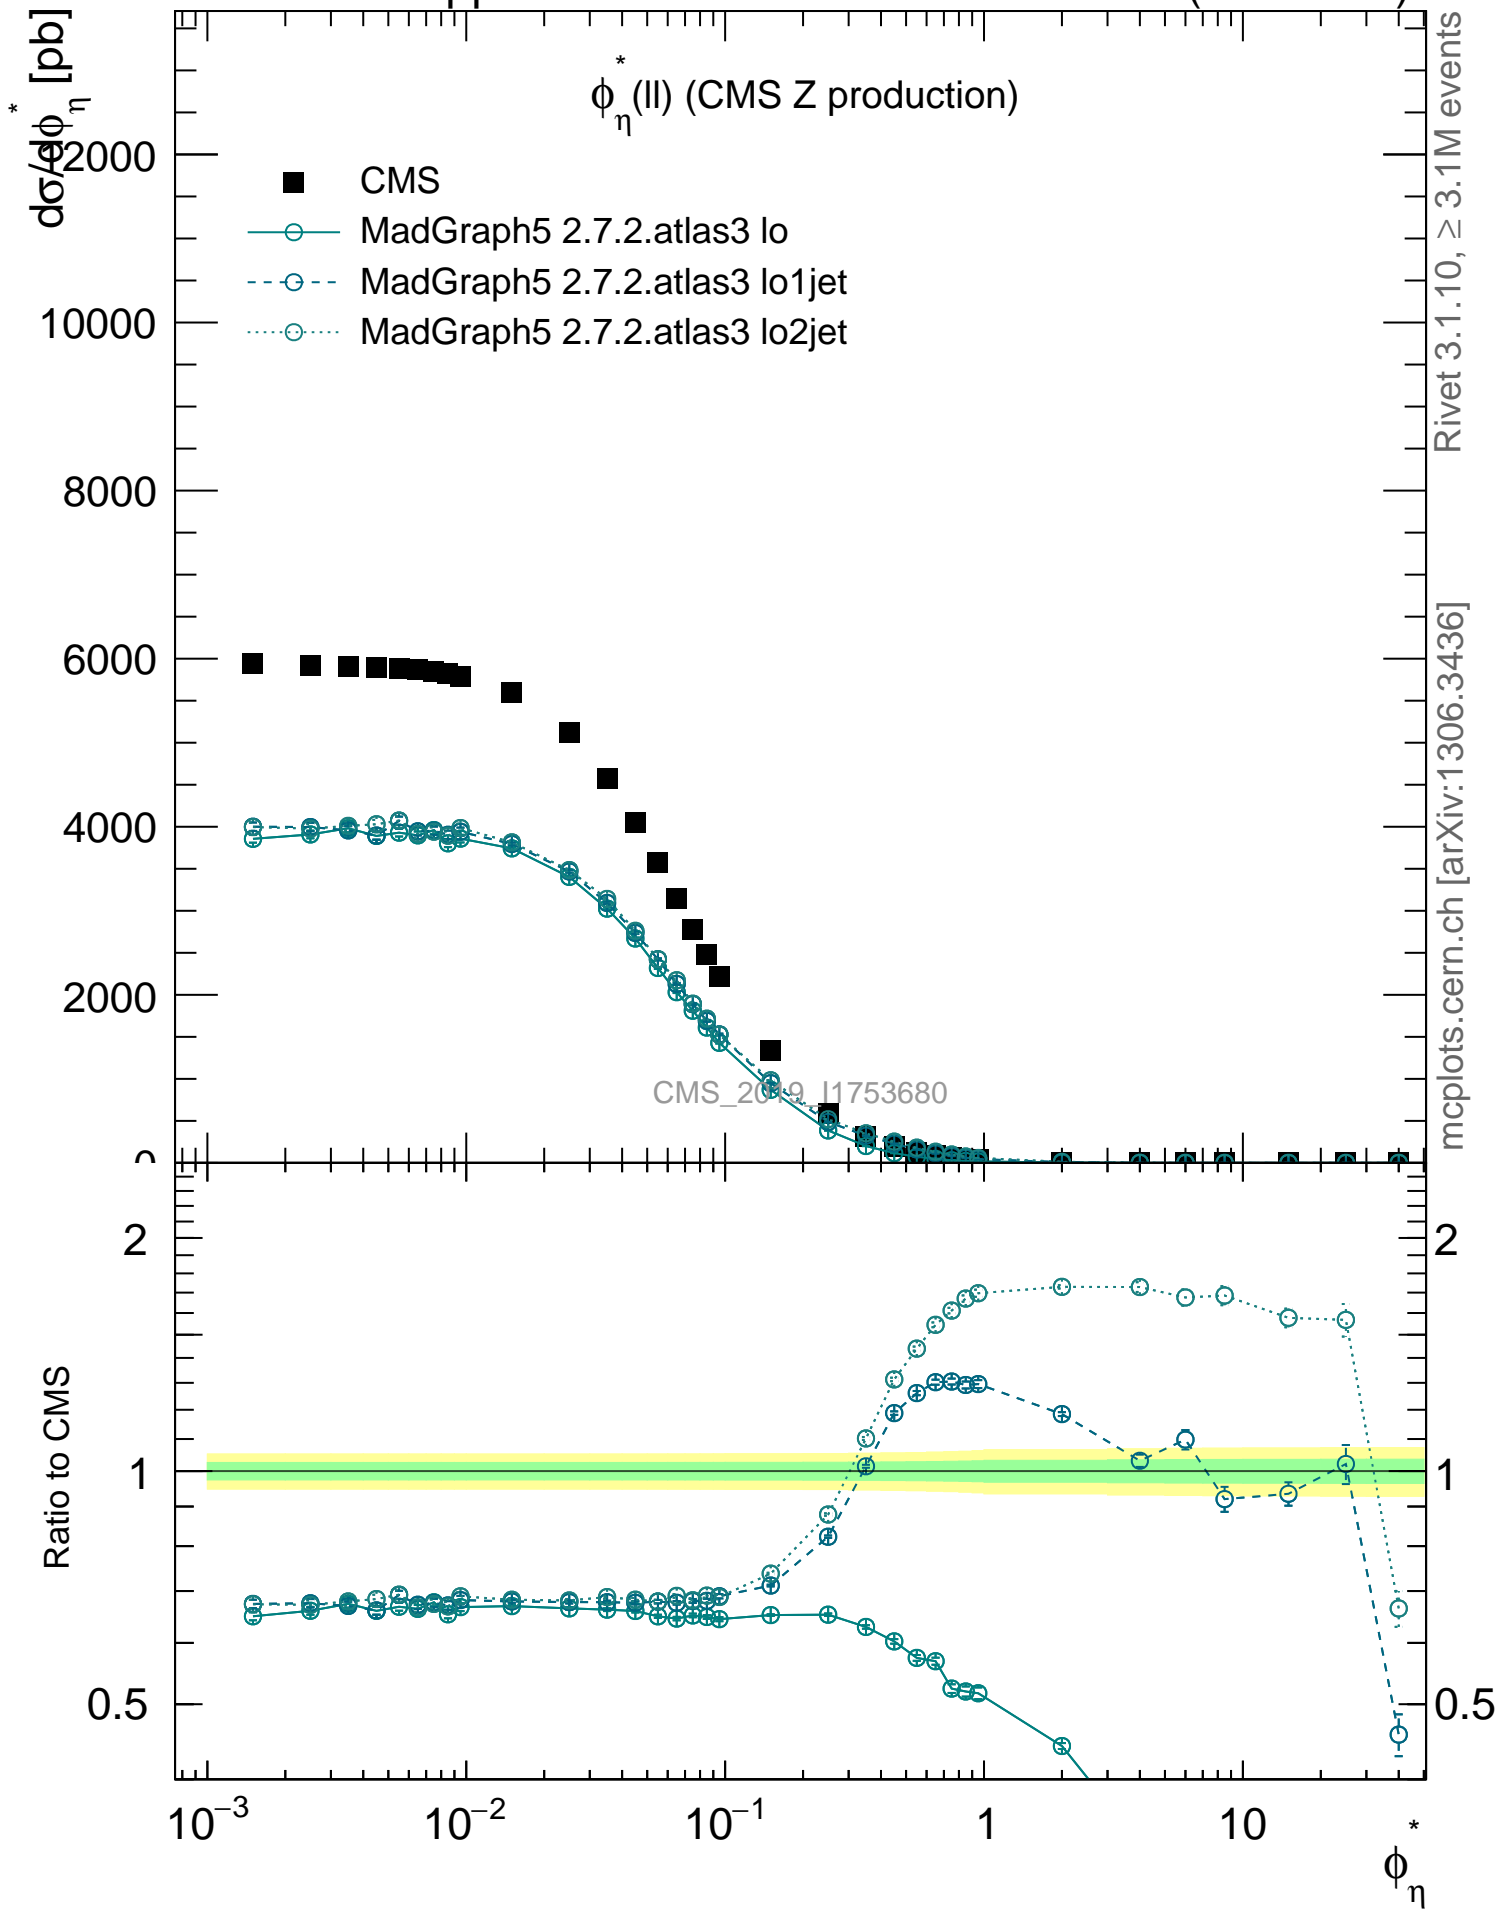 pp
dσ/dφ*η [pb]
φ*η(ll) (CMS Z production)
CMS
MadGraph5 2.7.2.atlas3 lo
MadGraph5 2.7.2.atlas3 lo1jet
MadGraph5 2.7.2.atlas3 lo2jet
2000
10000
8000
6000
4000
2000
0
CMS_2019_I1753680
Rivet 3.1.10, ≥ 3.1M events
mcplots.cern.ch [arXiv:1306.3436]
Ratio to CMS
2
1
0.5
2
1
0.5
10⁻³ 10⁻² 10⁻¹ 1 10
φ*η